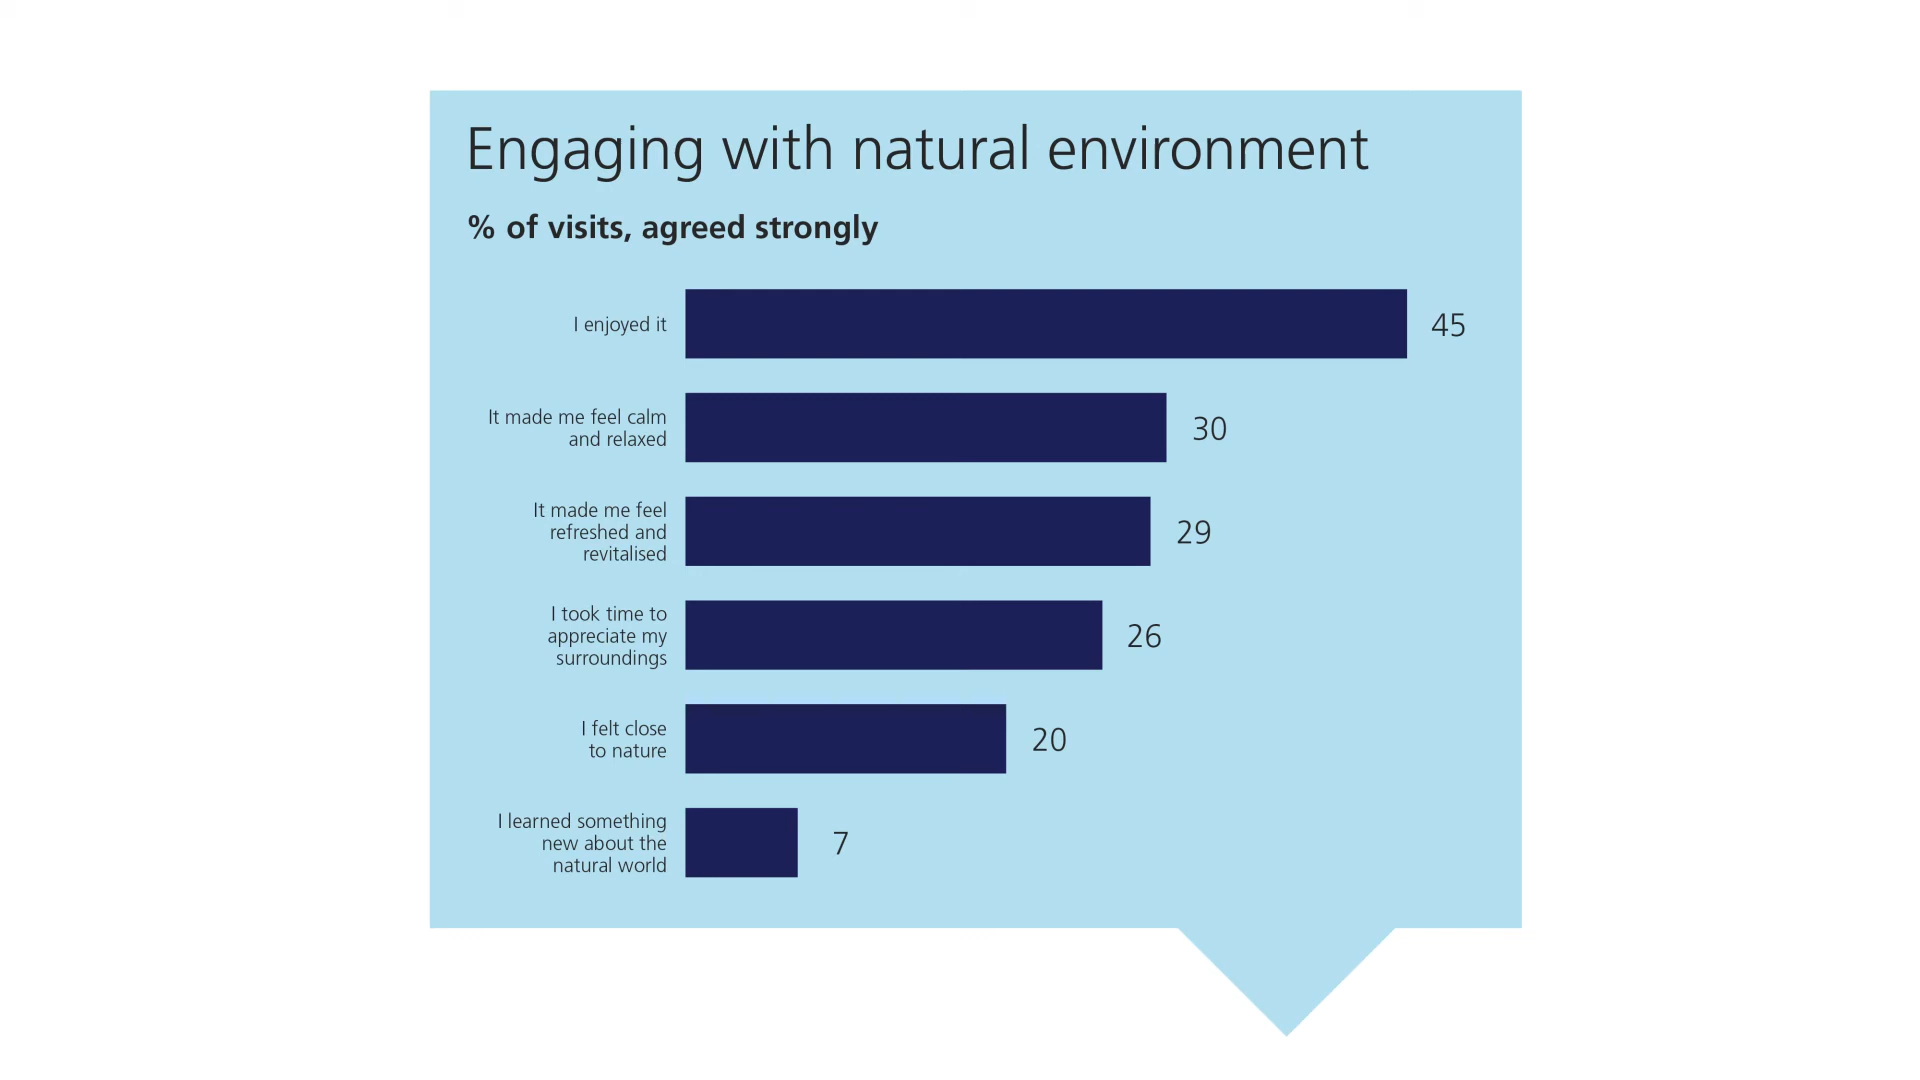 Engaging with natural environment
% of visits, agreed strongly
I enjoyed it
45
It made me feel calm
and relaxed
30
It made me feel
refreshed and
revitalised
29
I took time to
appreciate my
surroundings
26
I felt close
to nature
20
I learned something
new about the
natural world
7